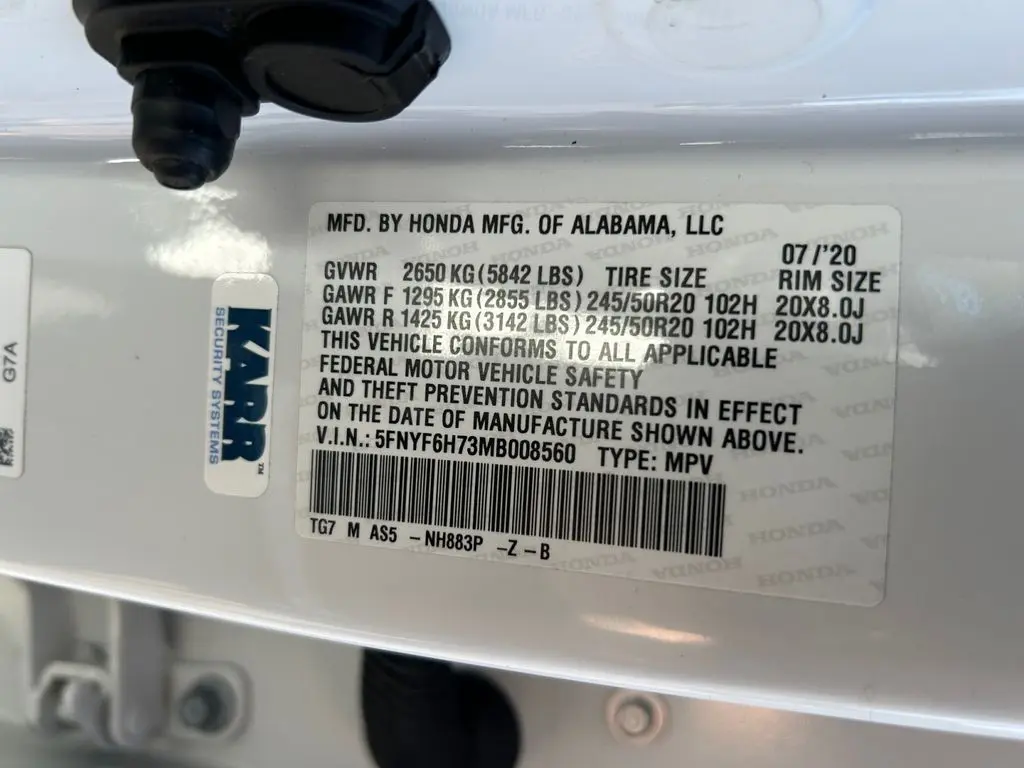 MFD. BY HONDA MFG. OF ALABAMA, LLC
07/'20
GVWR 2650 KG (5842 LBS) TIRE SIZE RIM SIZE
GAWR F 1295 KG (2855 LBS) 245/50R20 102H 20X8.0J
GAWR R 1425 KG (3142 LBS) 245/50R20 102H 20X8.0J
THIS VEHICLE CONFORMS TO ALL APPLICABLE
FEDERAL MOTOR VEHICLE SAFETY
AND THEFT PREVENTION STANDARDS IN EFFECT
ON THE DATE OF MANUFACTURE SHOWN ABOVE.
V.I.N.: 5FNYF6H73MB008560 TYPE: MPV
TG7 M AS5 -NH883P -Z-B
KARR™
SECURITY SYSTEMS
G7A
HONDA